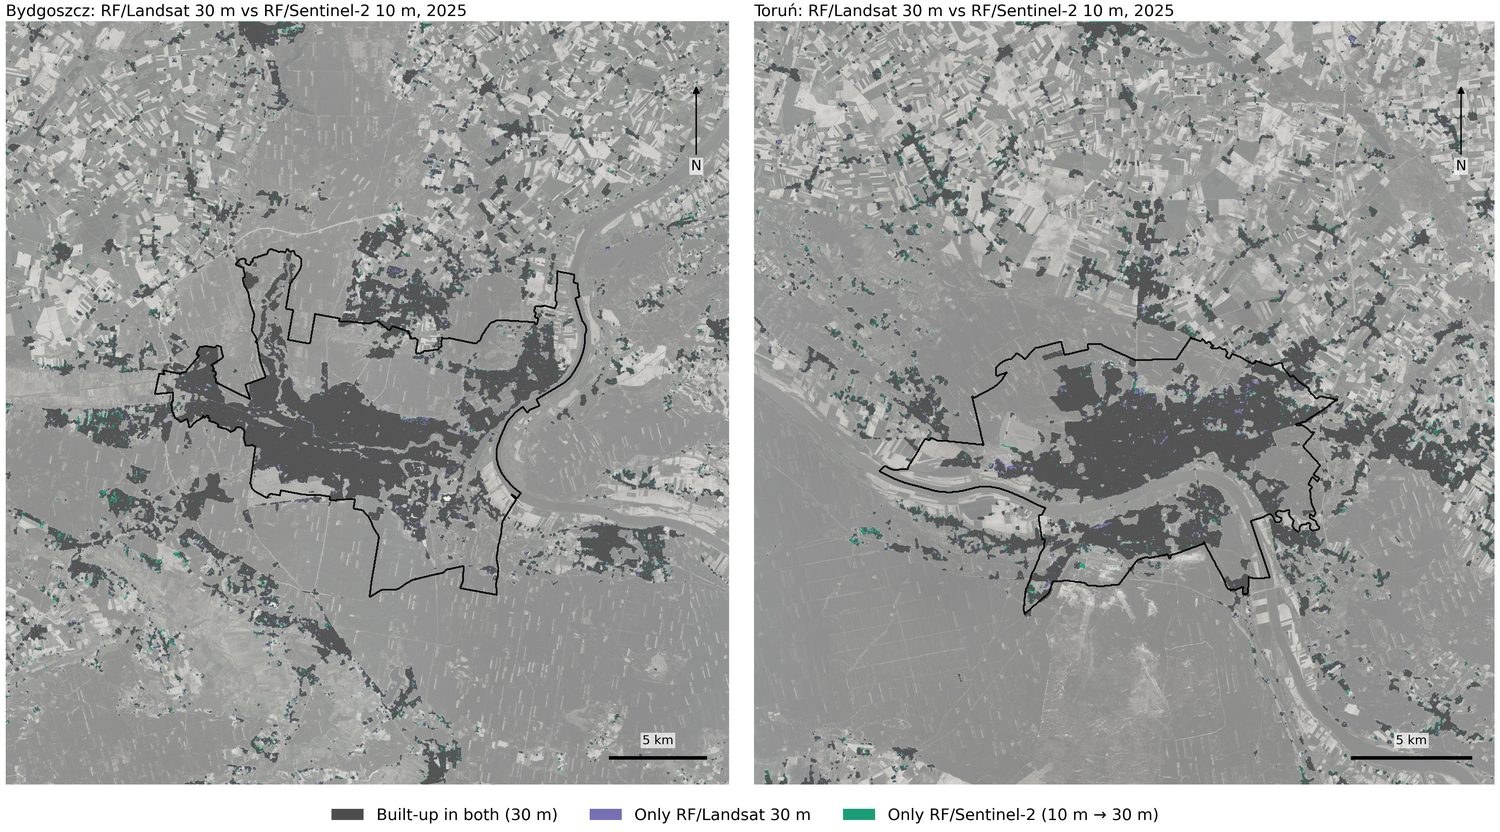 Bydgoszcz: RF/Landsat 30 m vs RF/Sentinel-2 10 m, 2025
Toruń: RF/Landsat 30 m vs RF/Sentinel-2 10 m, 2025
N
N
5 km
5 km
Built-up in both (30 m)
Only RF/Landsat 30 m
Only RF/Sentinel-2 (10 m → 30 m)